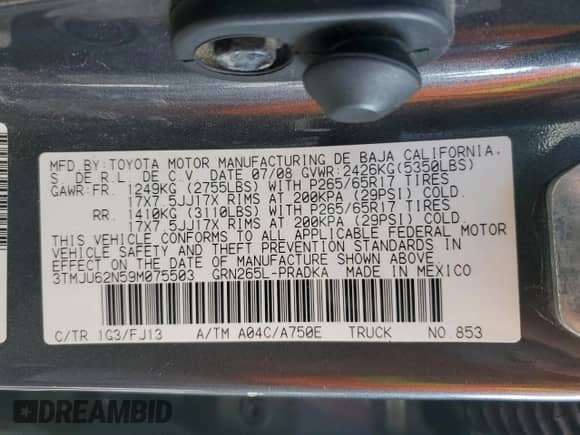 MFD. BY: TOYOTA MOTOR MANUFACTURING DE BAJA CALIFORNIA,
S. DE R.L. DE C.V. DATE 07/08 GVWR:2426KG(5350LBS)
GAWR:FR. 1249KG (2755LBS) WITH P265/65R17 TIRES
17X7.5JJ17X RIMS AT 200KPA (29PSI) COLD.
RR. 1410KG (3110LBS) WITH P265/65R17 TIRES
17X7.5JJ17X RIMS AT 200KPA (29PSI) COLD.
THIS VEHICLE CONFORMS TO ALL APPLICABLE FEDERAL MOTOR
VEHICLE SAFETY AND THEFT PREVENTION STANDARDS IN
EFFECT ON THE DATE OF MANUFACTURE SHOWN ABOVE.
3TMJU62N59M075503 GRN265L-PRADKA MADE IN MEXICO
C/TR 1G3/FJ13 A/TM A04C/A750E TRUCK NO.853
DREAMBID